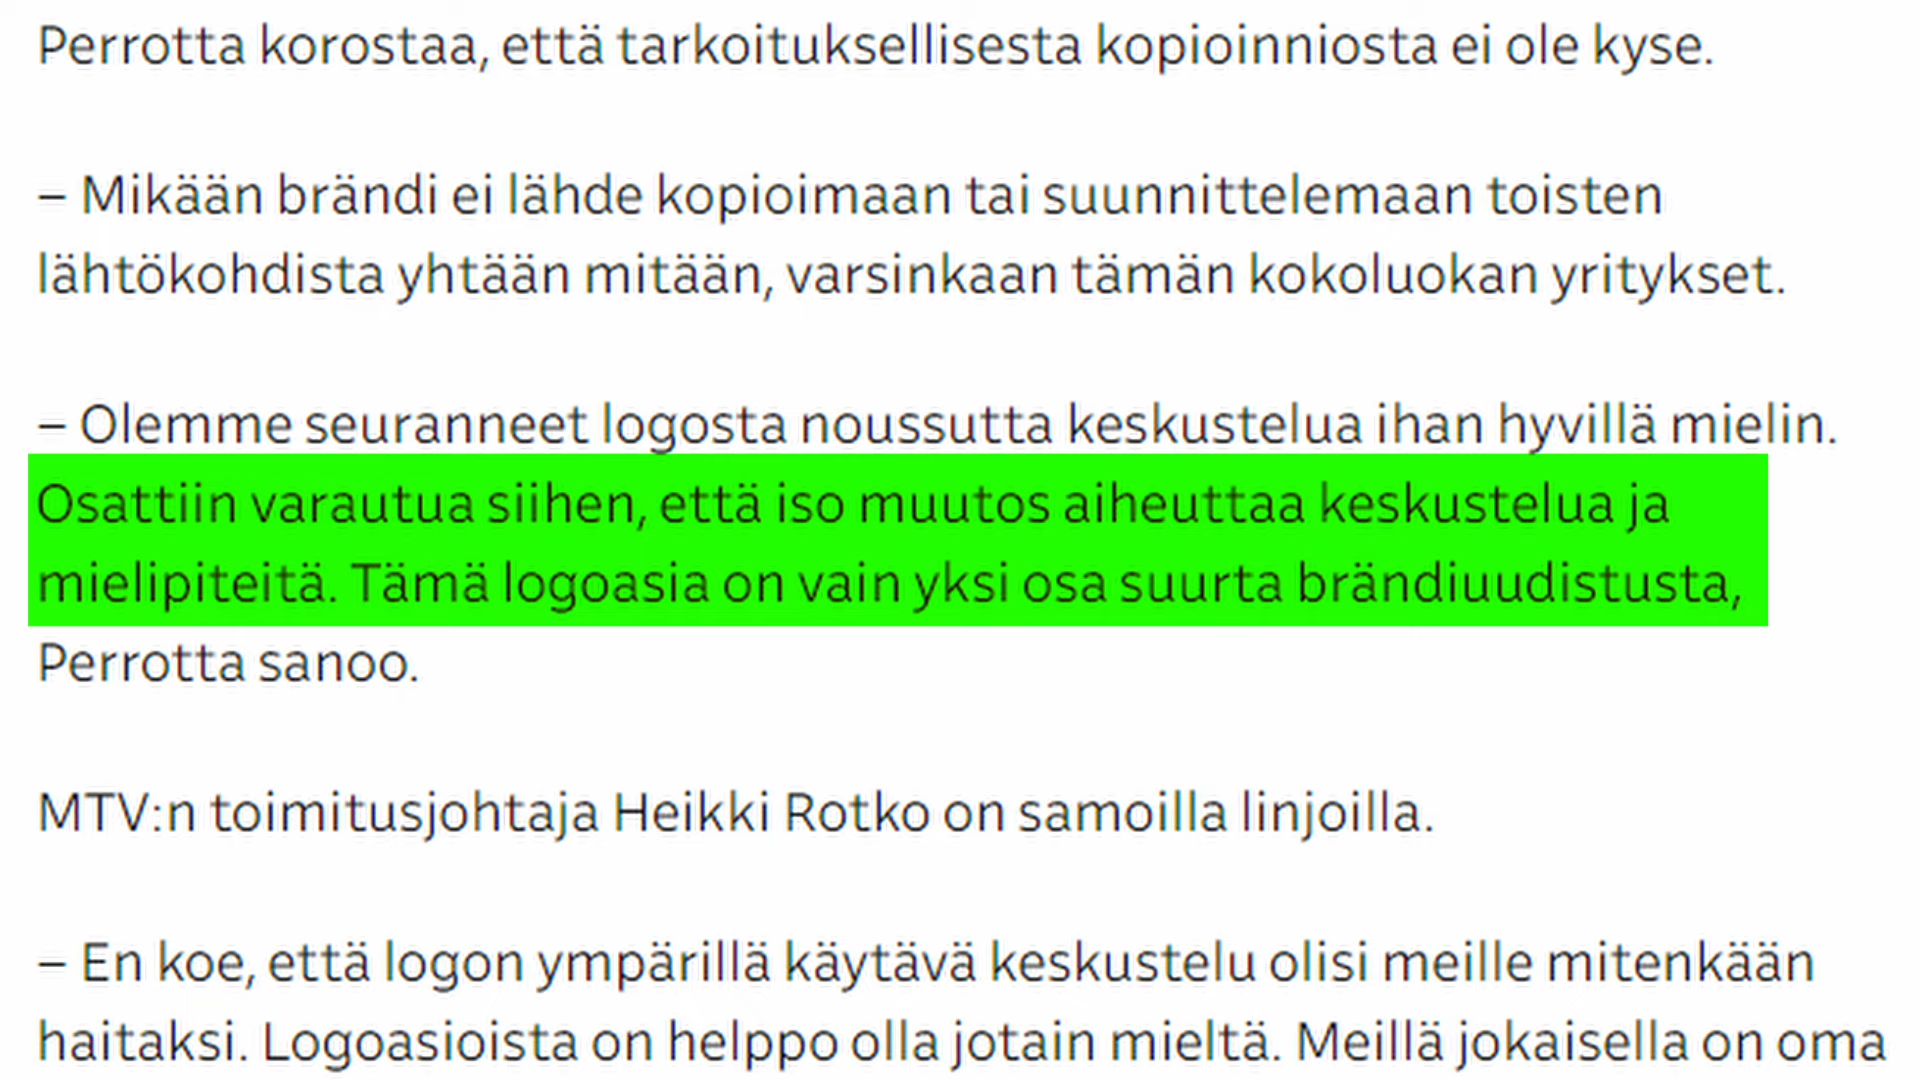 Perrotta korostaa, että tarkoituksellisesta kopioinniosta ei ole kyse.
– Mikään brändi ei lähde kopioimaan tai suunnittelemaan toisten
lähtökohdista yhtään mitään, varsinkaan tämän kokoluokan yritykset.
– Olemme seuranneet logosta noussutta keskustelua ihan hyvillä mielin.
Osattiin varautua siihen, että iso muutos aiheuttaa keskustelua ja
mielipiteitä. Tämä logoasia on vain yksi osa suurta brändiuudistusta,
Perrotta sanoo.
MTV:n toimitusjohtaja Heikki Rotko on samoilla linjoilla.
– En koe, että logon ympärillä käytävä keskustelu olisi meille mitenkään
haitaksi. Logoasioista on helppo olla jotain mieltä. Meillä jokaisella on oma